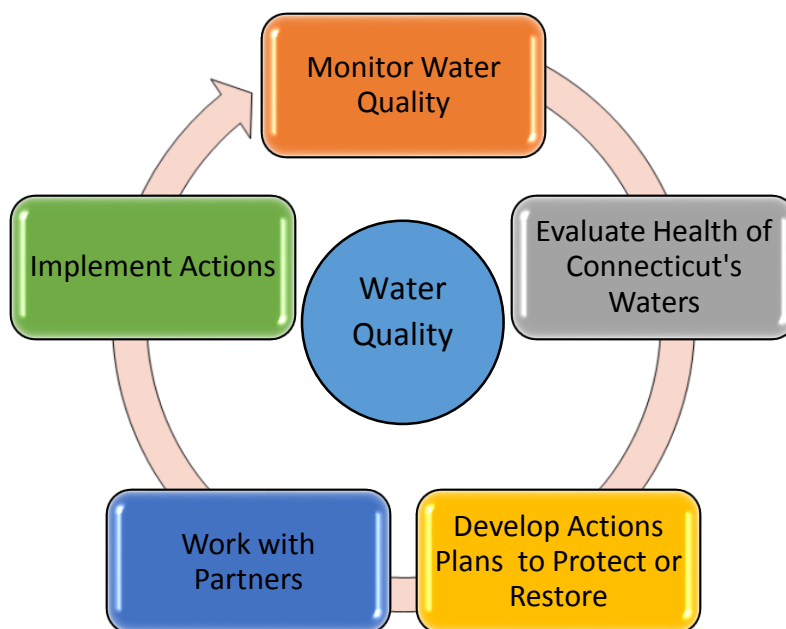 Monitor Water
Quality
Evaluate Health of
Connecticut's
Waters
Develop Actions
Plans to Protect or
Restore
Work with
Partners
Implement Actions
Water
Quality